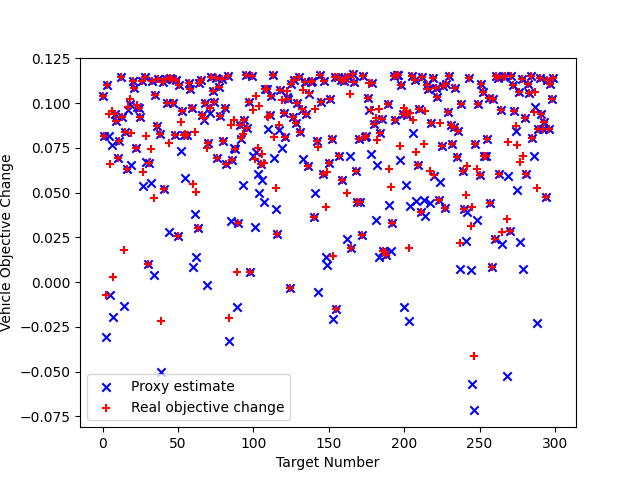 0.125
0.100
0.075
0.050
0.025
0.000
−0.025
−0.050
−0.075
Vehicle Objective Change
Proxy estimate
Real objective change
0 50 100 150 200 250 300
Target Number